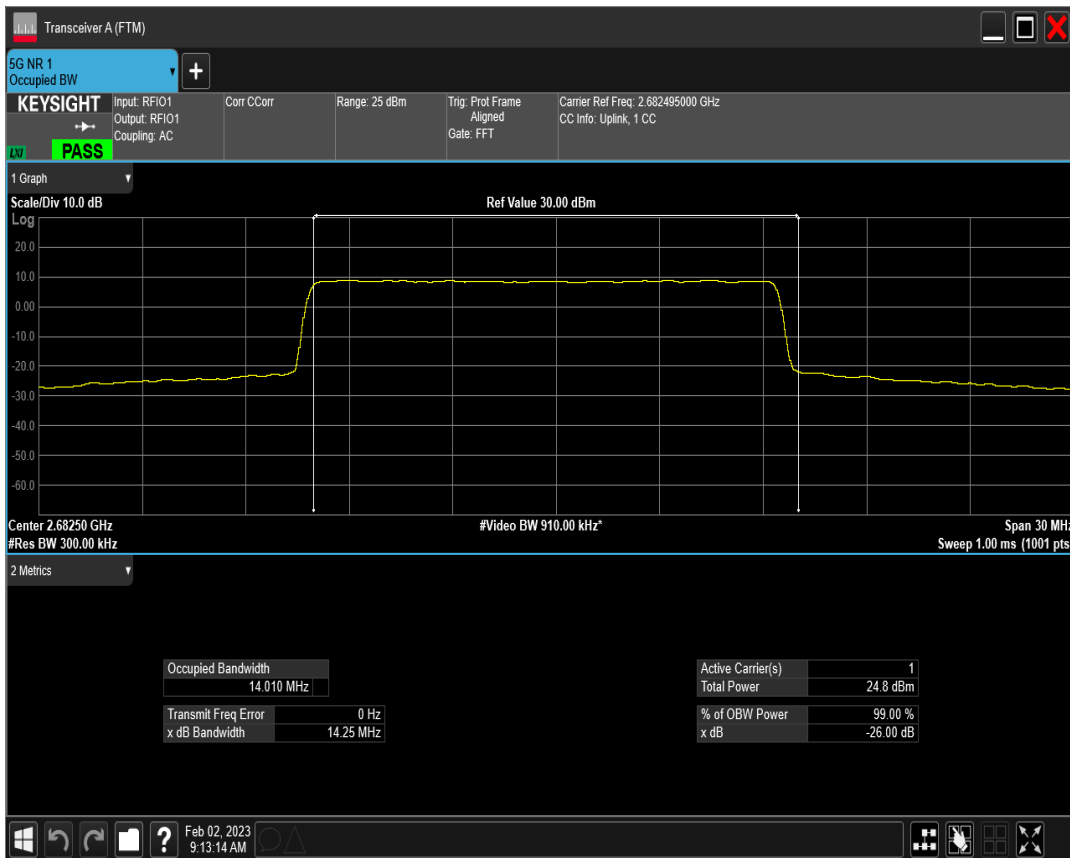 Transceiver A (FTM)
5G NR 1
Occupied BW
+
KEYSIGHT
LXI
PASS
Input: RFIO1
Output: RFIO1
Coupling: AC
Corr CCorr
Range: 25 dBm
Trig: Prot Frame
Aligned
Gate: FFT
Carrier Ref Freq: 2.682495000 GHz
CC Info: Uplink, 1 CC
1 Graph
Scale/Div 10.0 dB
Ref Value 30.00 dBm
Log
20.0
10.0
0.00
-10.0
-20.0
-30.0
-40.0
-50.0
-60.0
Center 2.68250 GHz
#Video BW 910.00 kHz*
Span 30 MHz
#Res BW 300.00 kHz
Sweep 1.00 ms (1001 pts
2 Metrics
Occupied Bandwidth
14.010 MHz
Transmit Freq Error 0 Hz
x dB Bandwidth 14.25 MHz
Active Carrier(s) 1
Total Power 24.8 dBm
% of OBW Power 99.00 %
x dB -26.00 dB
?
Feb 02, 2023
9:13:14 AM